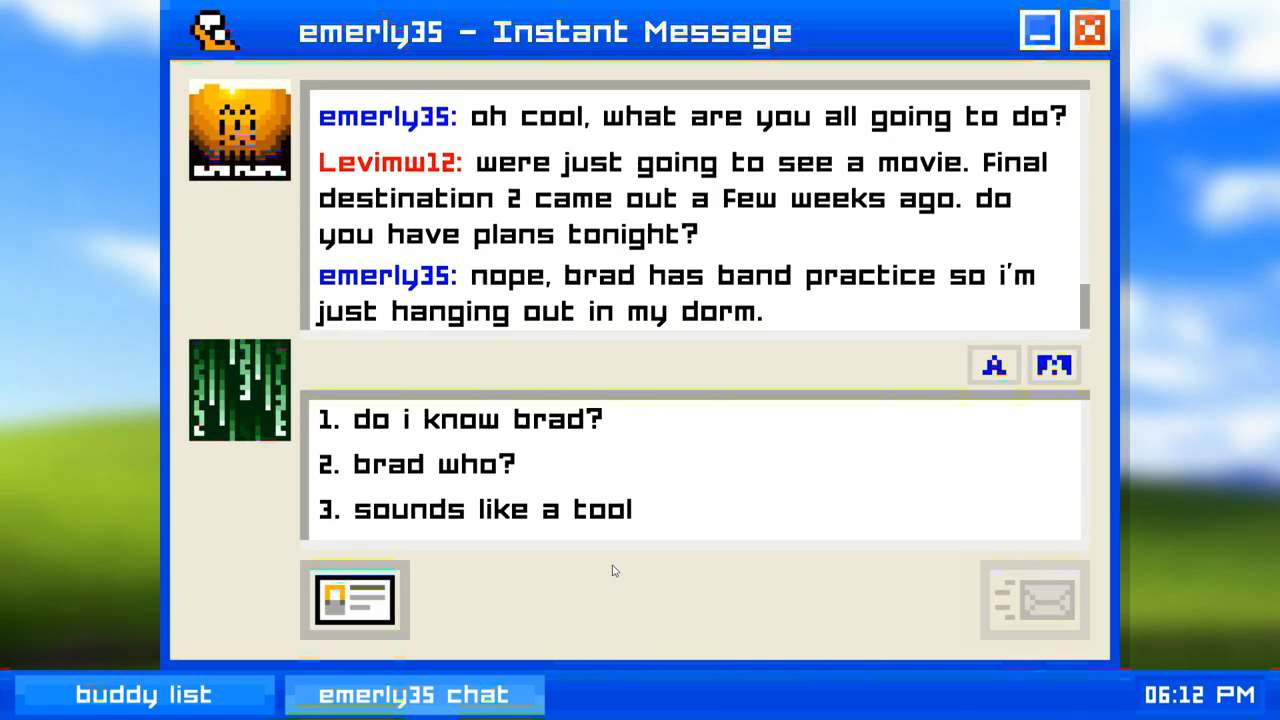 emerly35 - Instant Message
emerly35: oh cool, what are you all going to do?
Levimw12: were just going to see a movie. Final
destination 2 came out a few weeks ago. do
you have plans tonight?
emerly35: nope, brad has band practice so i'm
just hanging out in my dorm.
A
1. do i know brad?
2. brad who?
3. sounds like a tool
buddy list
emerly35 chat
06:12 PM